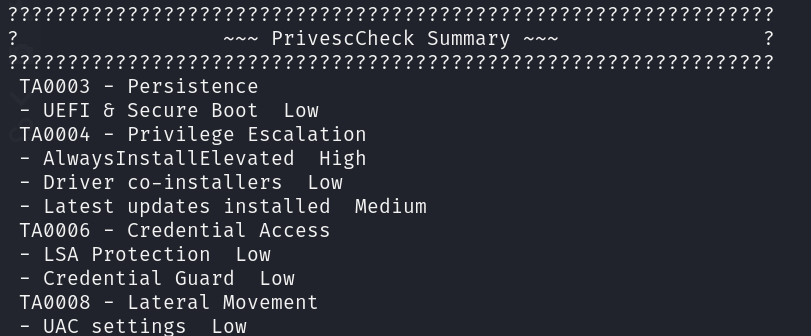 ????????????????????????????????????????????????????????????????
? ~~~ PrivescCheck Summary ~~~ ?
????????????????????????????????????????????????????????????????
TA0003 - Persistence
- UEFI & Secure Boot Low
TA0004 - Privilege Escalation
- AlwaysInstallElevated High
- Driver co-installers Low
- Latest updates installed Medium
TA0006 - Credential Access
- LSA Protection Low
- Credential Guard Low
TA0008 - Lateral Movement
- UAC settings Low